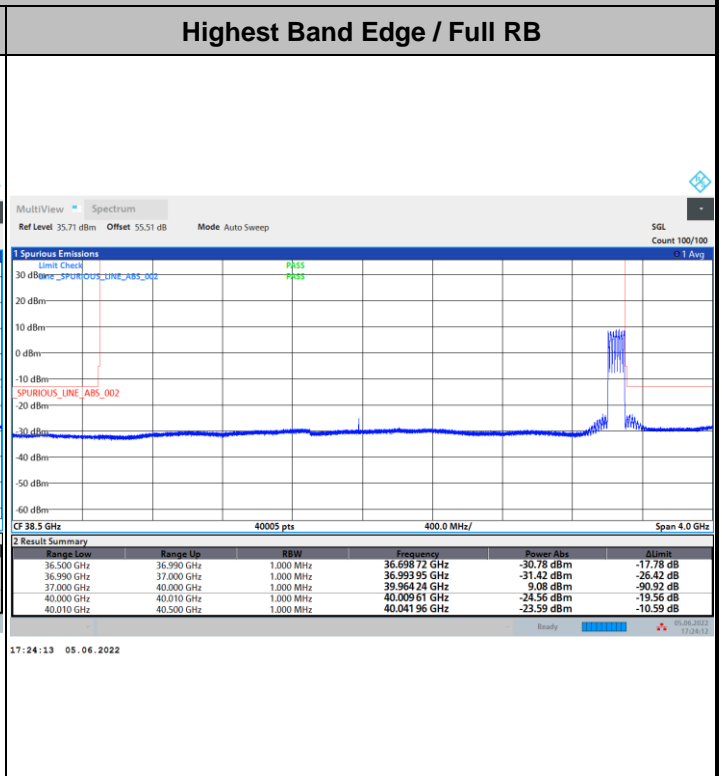 Highest Band Edge / Full RB
MultiView Spectrum
Ref Level 35.71 dBm Offset 55.51 dB Mode Auto Sweep SGL
Count 100/100
1 Spurious Emissions 1 Avg
Limit Check PASS
30 dBm Line _SPURIOUS_LINE_ABS_002 PASS
20 dBm
10 dBm
0 dBm
-10 dBm
_SPURIOUS_LINE_ABS_002
-20 dBm
-30 dBm
-40 dBm
-50 dBm
-60 dBm
CF 38.5 GHz 40005 pts 400.0 MHz/ Span 4.0 GHz
2 Result Summary
Range Low Range Up RBW Frequency Power Abs ΔLimit
36.500 GHz 36.990 GHz 1.000 MHz 36.698 72 GHz -30.78 dBm -17.78 dB
36.990 GHz 37.000 GHz 1.000 MHz 36.993 95 GHz -31.42 dBm -26.42 dB
37.000 GHz 40.000 GHz 1.000 MHz 39.964 24 GHz 9.08 dBm -90.92 dB
40.000 GHz 40.010 GHz 1.000 MHz 40.009 61 GHz -24.56 dBm -19.56 dB
40.010 GHz 40.500 GHz 1.000 MHz 40.041 96 GHz -23.59 dBm -10.59 dB
Ready 05.06.2022
17:24:12
17:24:13 05.06.2022